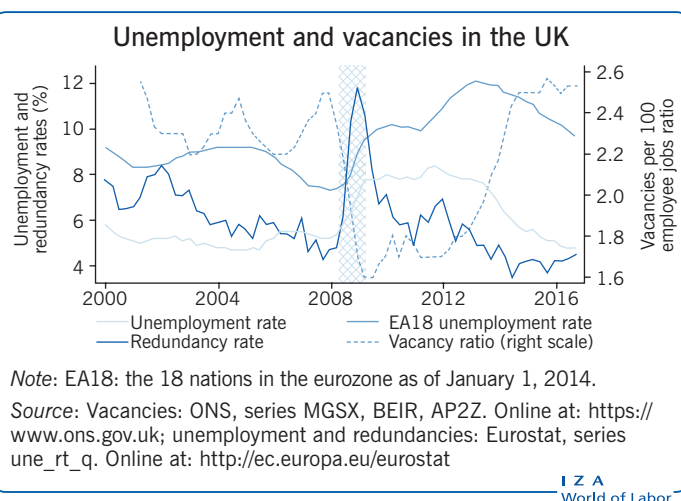 Unemployment and vacancies in the UK
Unemployment and
redundancy rates (%)
12
10
8
6
4
2.6
2.4
2.2
2.0
1.8
1.6
Vacancies per 100
employee jobs ratio
2000 2004 2008 2012 2016
Unemployment rate EA18 unemployment rate
Redundancy rate Vacancy ratio (right scale)
Note: EA18: the 18 nations in the eurozone as of January 1, 2014.
Source: Vacancies: ONS, series MGSX, BEIR, AP2Z. Online at: https://
www.ons.gov.uk; unemployment and redundancies: Eurostat, series
une_rt_q. Online at: http://ec.europa.eu/eurostat
I Z A
World of Labor